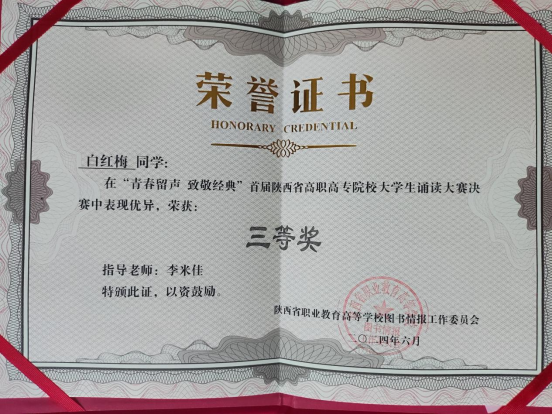 荣誉证书
HONORARY CREDENTIAL
白红梅 同学：
在“青春留声 致敬经典”首届陕西省高职高专院校大学生诵读大赛决
赛中表现优异，荣获：
三等奖
指导老师：李米佳
特颁此证，以资鼓励。
陕西省职业教育高等学校图书情报工作委员会
二〇二四年六月